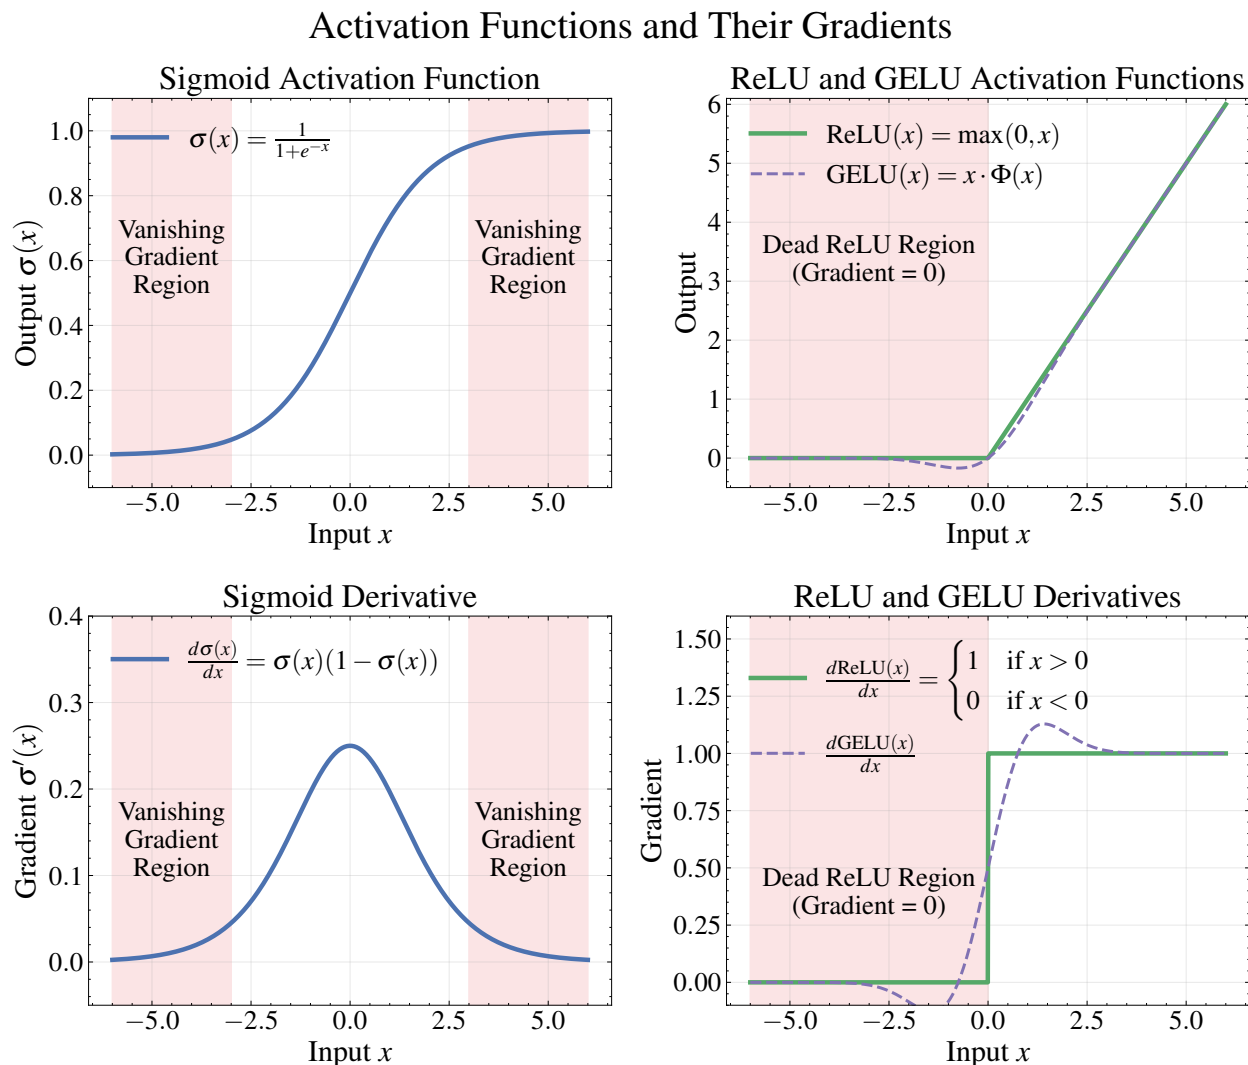 Activation Functions and Their Gradients
Sigmoid Activation Function
σ(x) = 1/(1+e^{−x})
Vanishing
Gradient
Region
Vanishing
Gradient
Region
Output σ(x)
1.0
0.8
0.6
0.4
0.2
0.0
−5.0 −2.5 0.0 2.5 5.0
Input x
ReLU and GELU Activation Functions
ReLU(x) = max(0, x)
GELU(x) = x · Φ(x)
Dead ReLU Region
(Gradient = 0)
Output
6
5
4
3
2
1
0
−5.0 −2.5 0.0 2.5 5.0
Input x
Sigmoid Derivative
dσ(x)/dx = σ(x)(1 − σ(x))
Vanishing
Gradient
Region
Vanishing
Gradient
Region
Gradient σ′(x)
0.4
0.3
0.2
0.1
0.0
−5.0 −2.5 0.0 2.5 5.0
Input x
ReLU and GELU Derivatives
dReLU(x)/dx = { 1 if x > 0
0 if x < 0
dGELU(x)/dx
Dead ReLU Region
(Gradient = 0)
Gradient
1.50
1.25
1.00
0.75
0.50
0.25
0.00
−5.0 −2.5 0.0 2.5 5.0
Input x